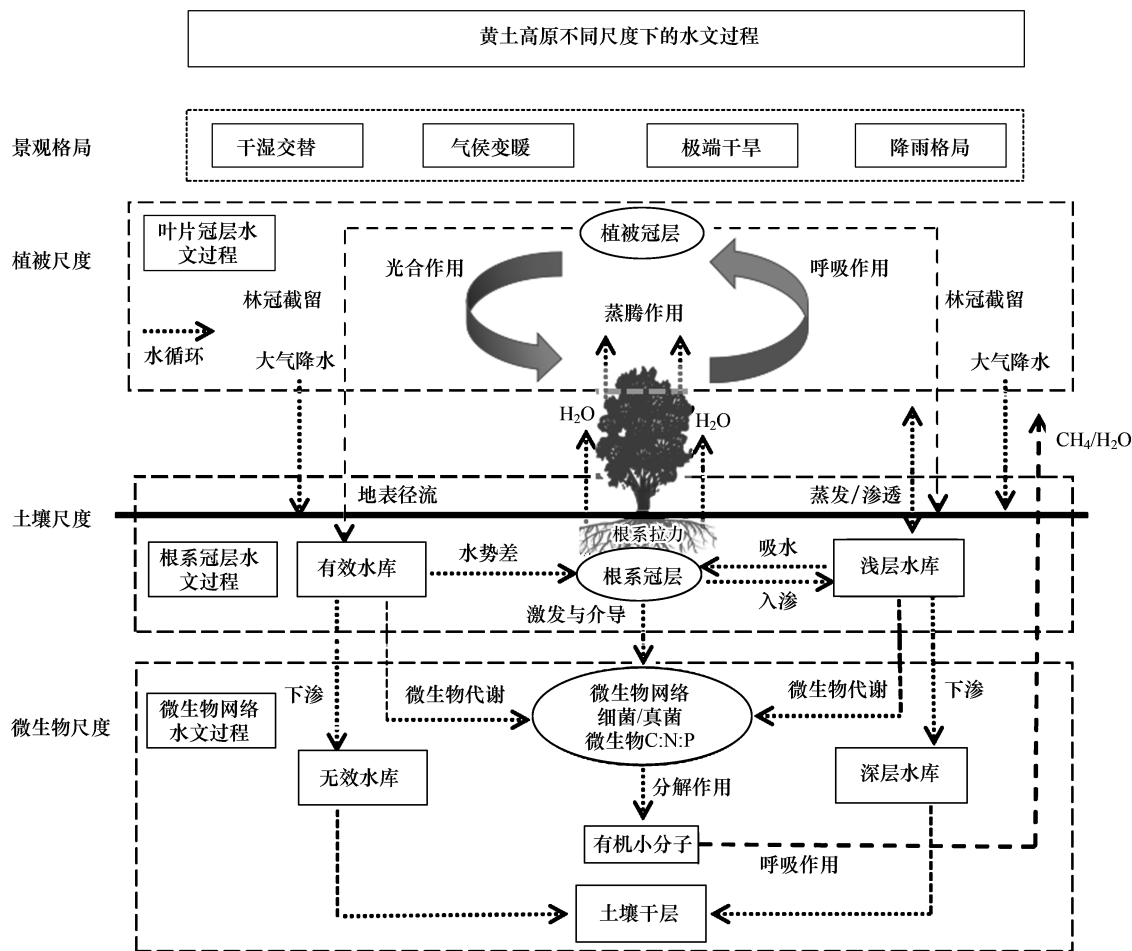 黄土高原不同尺度下的水文过程
景观格局
干湿交替
气侯变暖
极端干旱
降雨格局
植被尺度
叶片冠层水
文过程
植被冠层
光合作用
呼吸作用
林冠截留
林冠截留
蒸腾作用
水循环
大气降水
大气降水
H₂O
H₂O
CH₄/H₂O
地表径流
蒸发/渗透
土壤尺度
根系拉力
根系冠层水
文过程
有效水库
水势差
根系冠层
吸水
入渗
浅层水库
激发与介导
微生物尺度
微生物网络
水文过程
下渗
微生物代谢
微生物网络
细菌/真菌
微生物C:N:P
微生物代谢
下渗
无效水库
分解作用
深层水库
有机小分子
呼吸作用
土壤干层